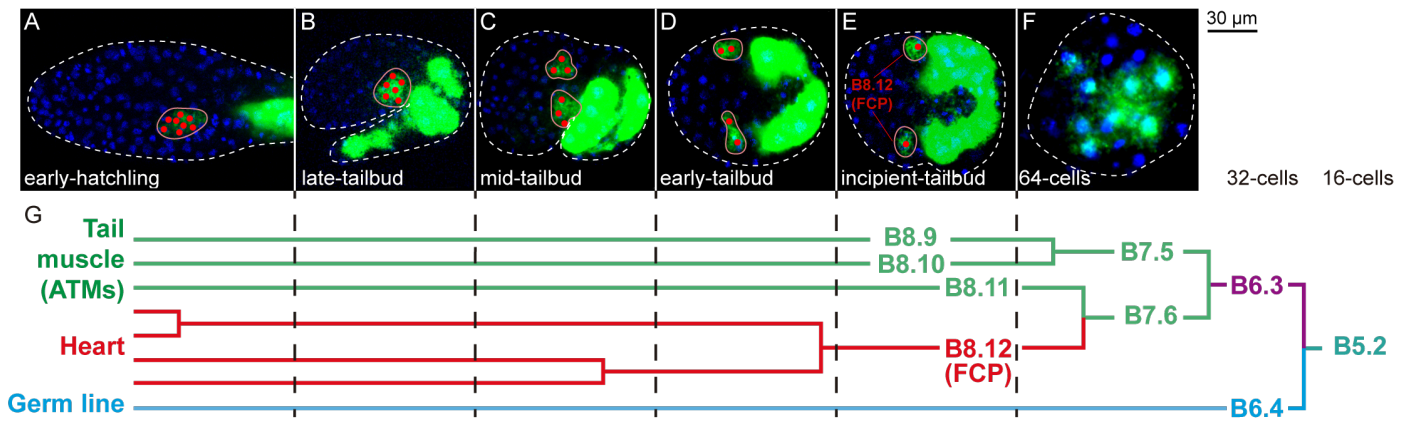 A
B
C
D
E
F
30 µm
B8.12
(FCP)
early-hatchling
late-tailbud
mid-tailbud
early-tailbud
incipient-tailbud
64-cells
32-cells
16-cells
G
Tail
muscle
(ATMs)
Heart
Germ line
B8.9
B8.10
B8.11
B8.12
(FCP)
B7.5
B7.6
B6.3
B6.4
B5.2